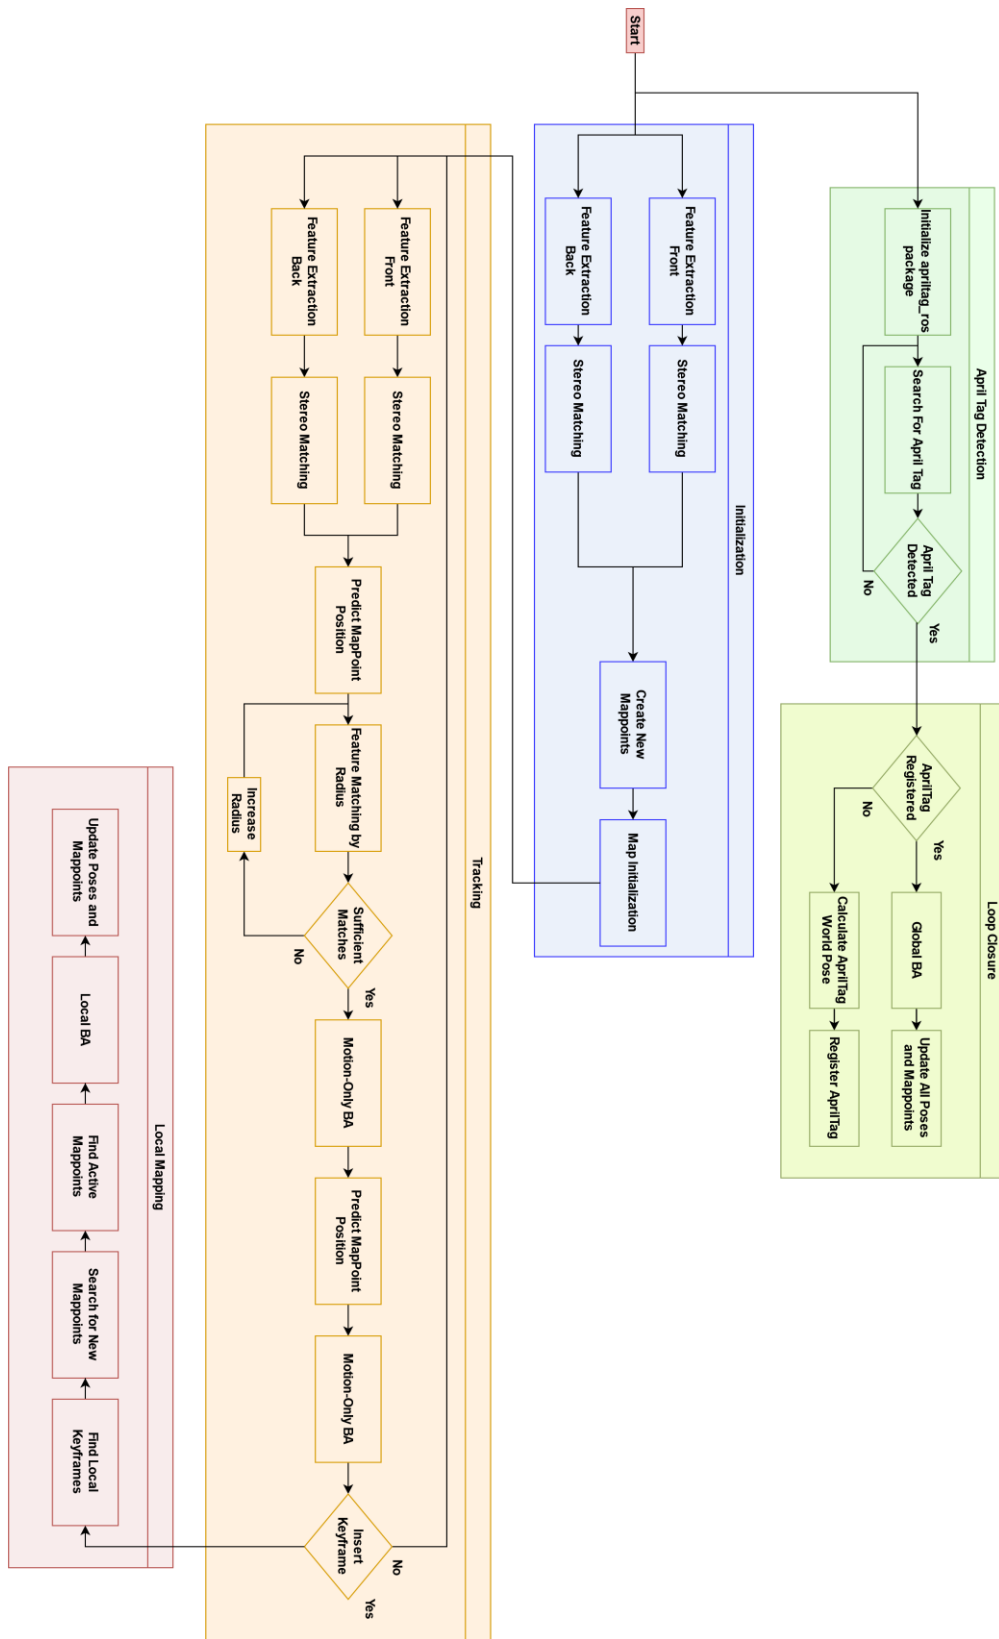 April Tag Detection
Initialize apriltag_ros
package
Search For April Tag
April Tag
Detected
Yes
No
Loop Closure
AprilTag
Registered
Yes
No
Global BA
Update All Poses
and Mappoints
Calculate AprilTag
World Pose
Register AprilTag
Start
Initialization
Feature Extraction
Front
Stereo Matching
Feature Extraction
Back
Stereo Matching
Create New
Mappoints
Map Initialization
Tracking
Feature Extraction
Front
Stereo Matching
Feature Extraction
Back
Stereo Matching
Predict MapPoint
Position
Feature Matching by
Radius
Increase
Radius
Sufficient
Matches
Yes
No
Motion-Only BA
Predict MapPoint
Position
Motion-Only BA
Insert
Keyframe
No
Yes
Local Mapping
Update Poses and
Mappoints
Local BA
Find Active
Mappoints
Search for New
Mappoints
Find Local
Keyframes